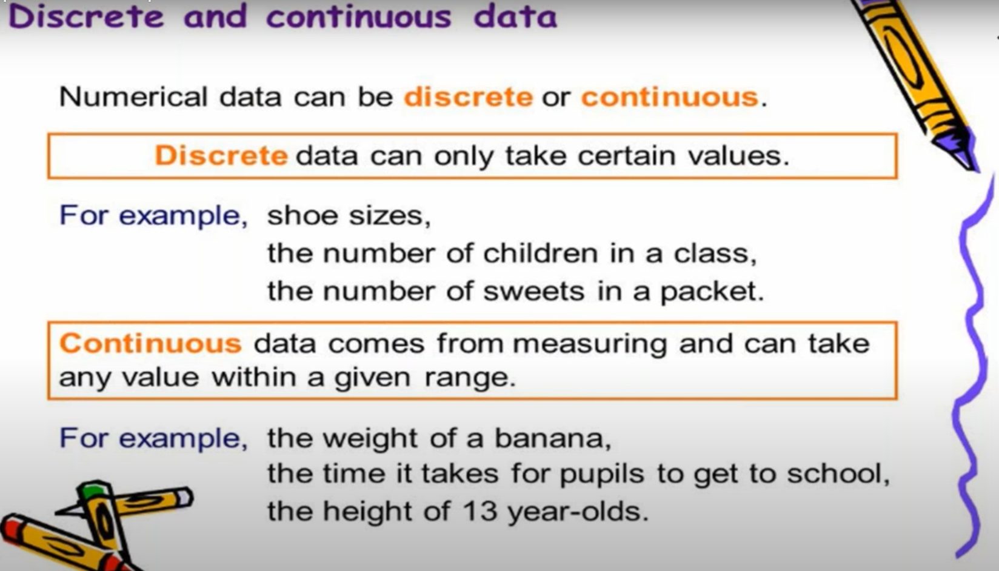 Discrete and continuous data
Numerical data can be discrete or continuous.
Discrete data can only take certain values.
For example, shoe sizes,
the number of children in a class,
the number of sweets in a packet.
Continuous data comes from measuring and can take
any value within a given range.
For example, the weight of a banana,
the time it takes for pupils to get to school,
the height of 13 year-olds.